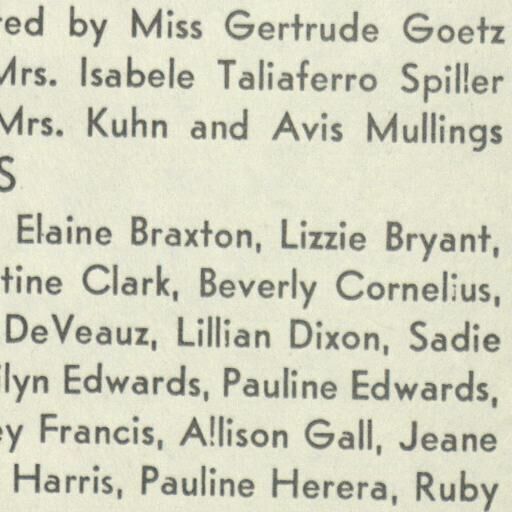 red by Miss Gertrude Goetz
Mrs. Isabele Taliaferro Spiller
Mrs. Kuhn and Avis Mullings
S
Elaine Braxton, Lizzie Bryant,
tine Clark, Beverly Cornelius,
DeVeauz, Lillian Dixon, Sadie
ilyn Edwards, Pauline Edwards,
ey Francis, Allison Gall, Jeane
Harris, Pauline Herera, Ruby